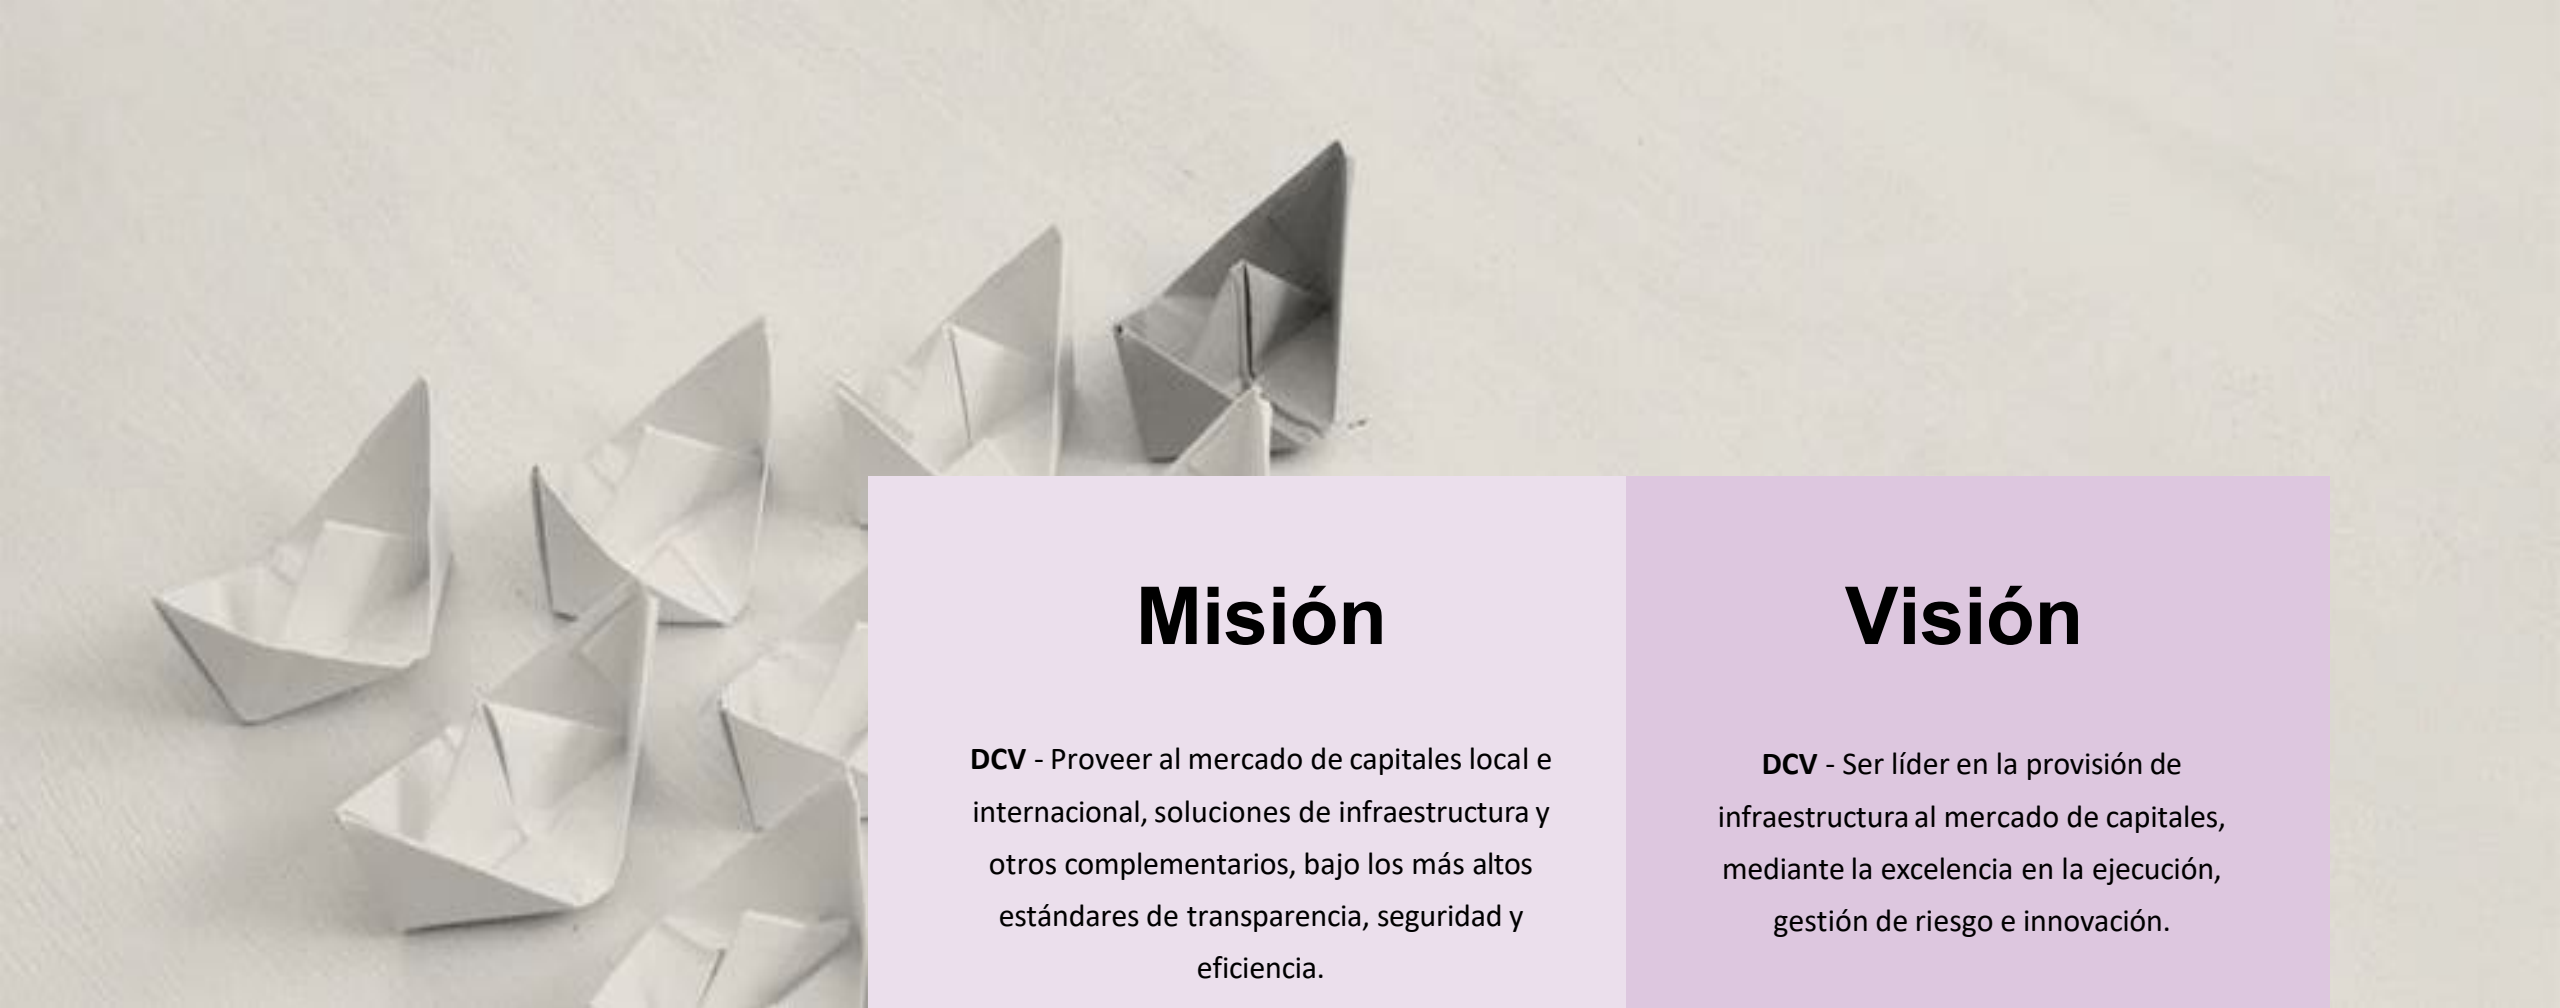 Misión
DCV - Proveer al mercado de capitales local e
internacional, soluciones de infraestructura y
otros complementarios, bajo los más altos
estándares de transparencia, seguridad y
eficiencia.
Visión
DCV - Ser líder en la provisión de
infraestructura al mercado de capitales,
mediante la excelencia en la ejecución,
gestión de riesgo e innovación.